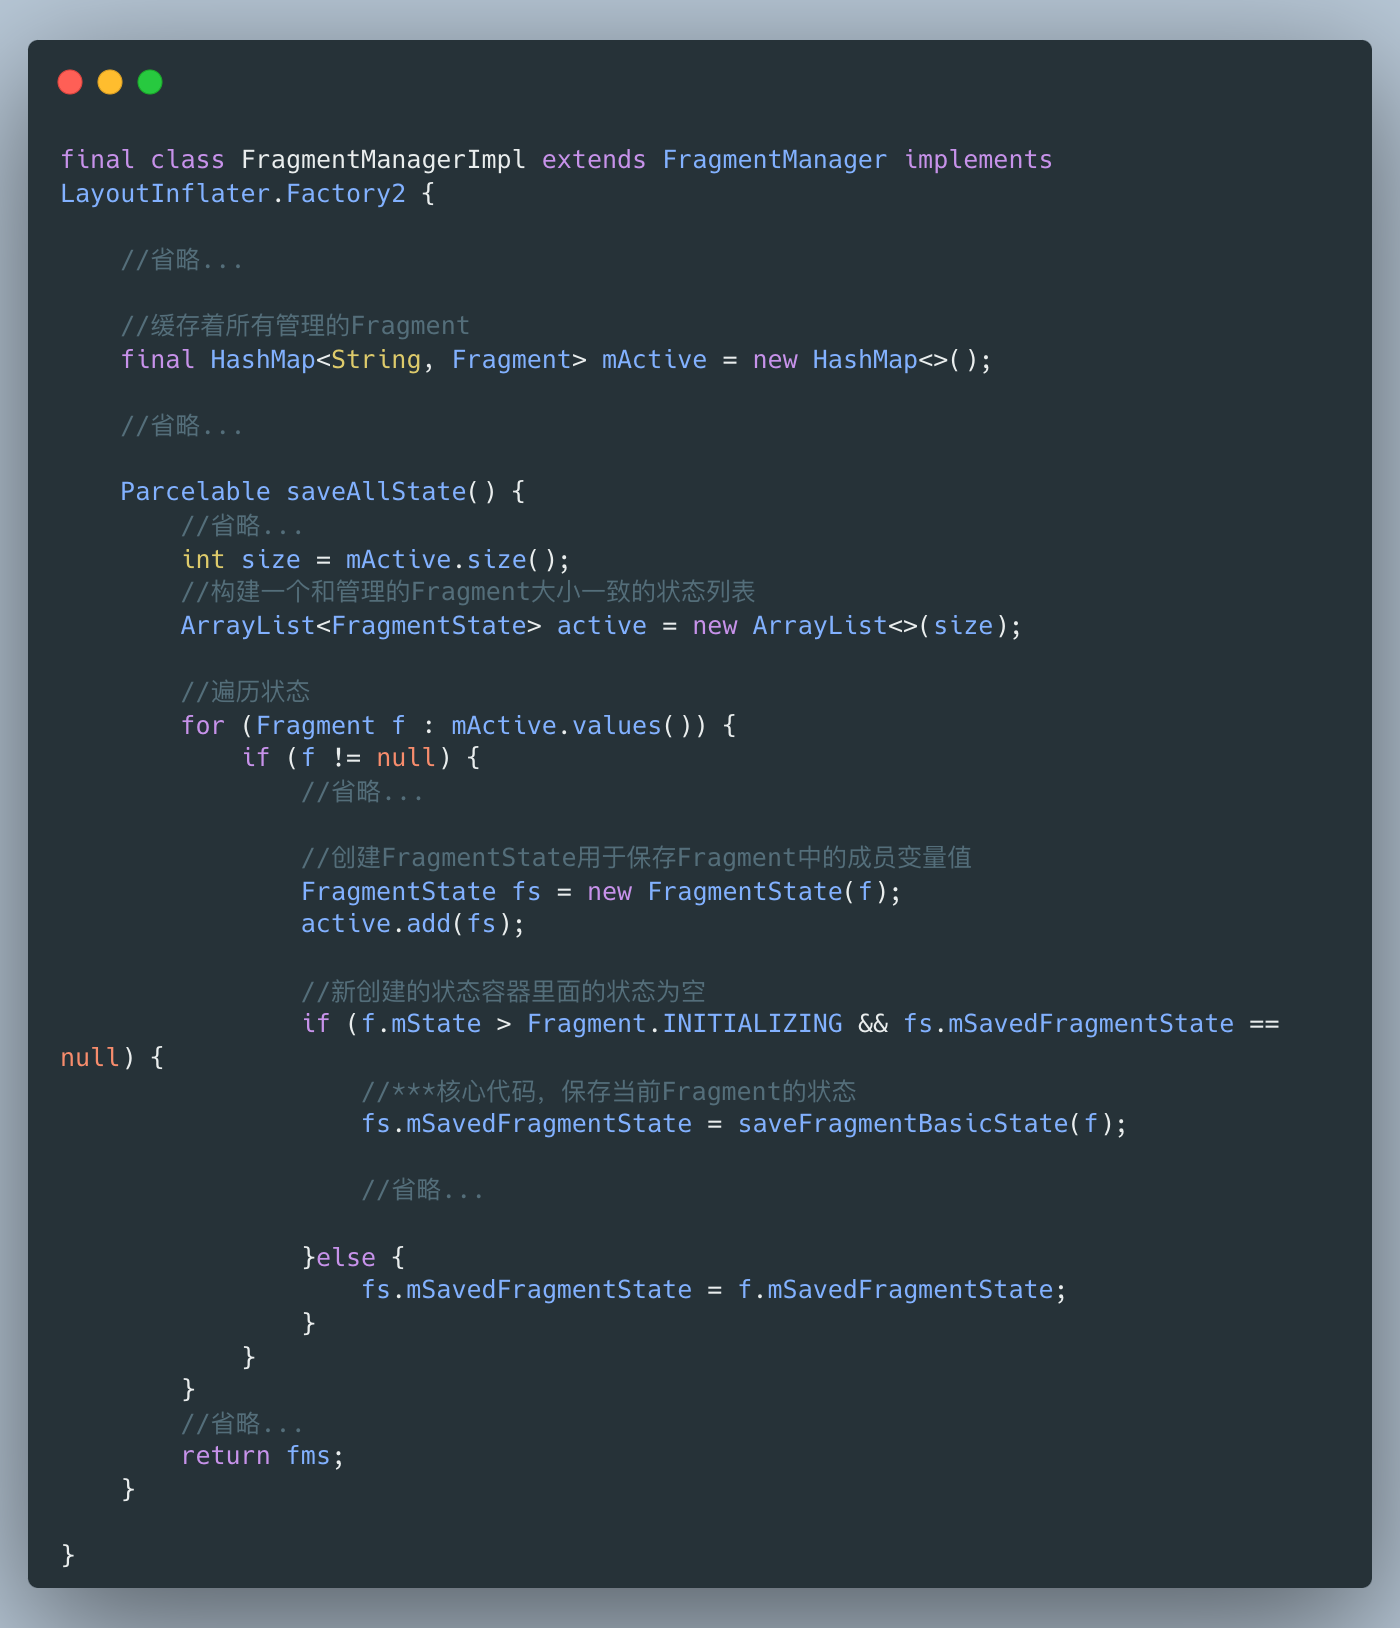 final class FragmentManagerImpl extends FragmentManager implements
LayoutInflater.Factory2 {

    //省略...

    //缓存着所有管理的Fragment
    final HashMap<String, Fragment> mActive = new HashMap<>();

    //省略...

    Parcelable saveAllState() {
        //省略...
        int size = mActive.size();
        //构建一个和管理的Fragment大小一致的状态列表
        ArrayList<FragmentState> active = new ArrayList<>(size);

        //遍历状态
        for (Fragment f : mActive.values()) {
            if (f != null) {
                //省略...

                //创建FragmentState用于保存Fragment中的成员变量值
                FragmentState fs = new FragmentState(f);
                active.add(fs);

                //新创建的状态容器里面的状态为空
                if (f.mState > Fragment.INITIALIZING && fs.mSavedFragmentState ==
null) {
                    //***核心代码，保存当前Fragment的状态
                    fs.mSavedFragmentState = saveFragmentBasicState(f);

                    //省略...

                }else {
                    fs.mSavedFragmentState = f.mSavedFragmentState;
                }
            }
        }
        //省略...
        return fms;
    }

}